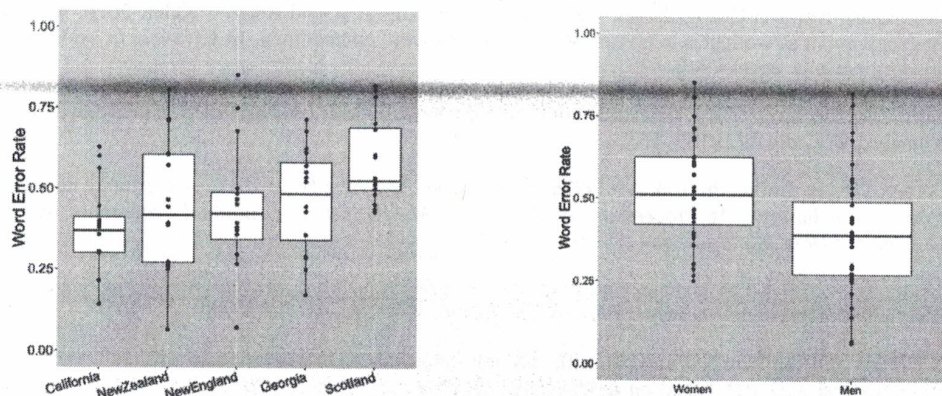 1.00
0.75
0.50
0.25
0.00
Word Error Rate
California
NewZealand
NewEngland
Georgia
Scotland
1.00
0.75
0.50
0.25
0.00
Word Error Rate
Women
Men